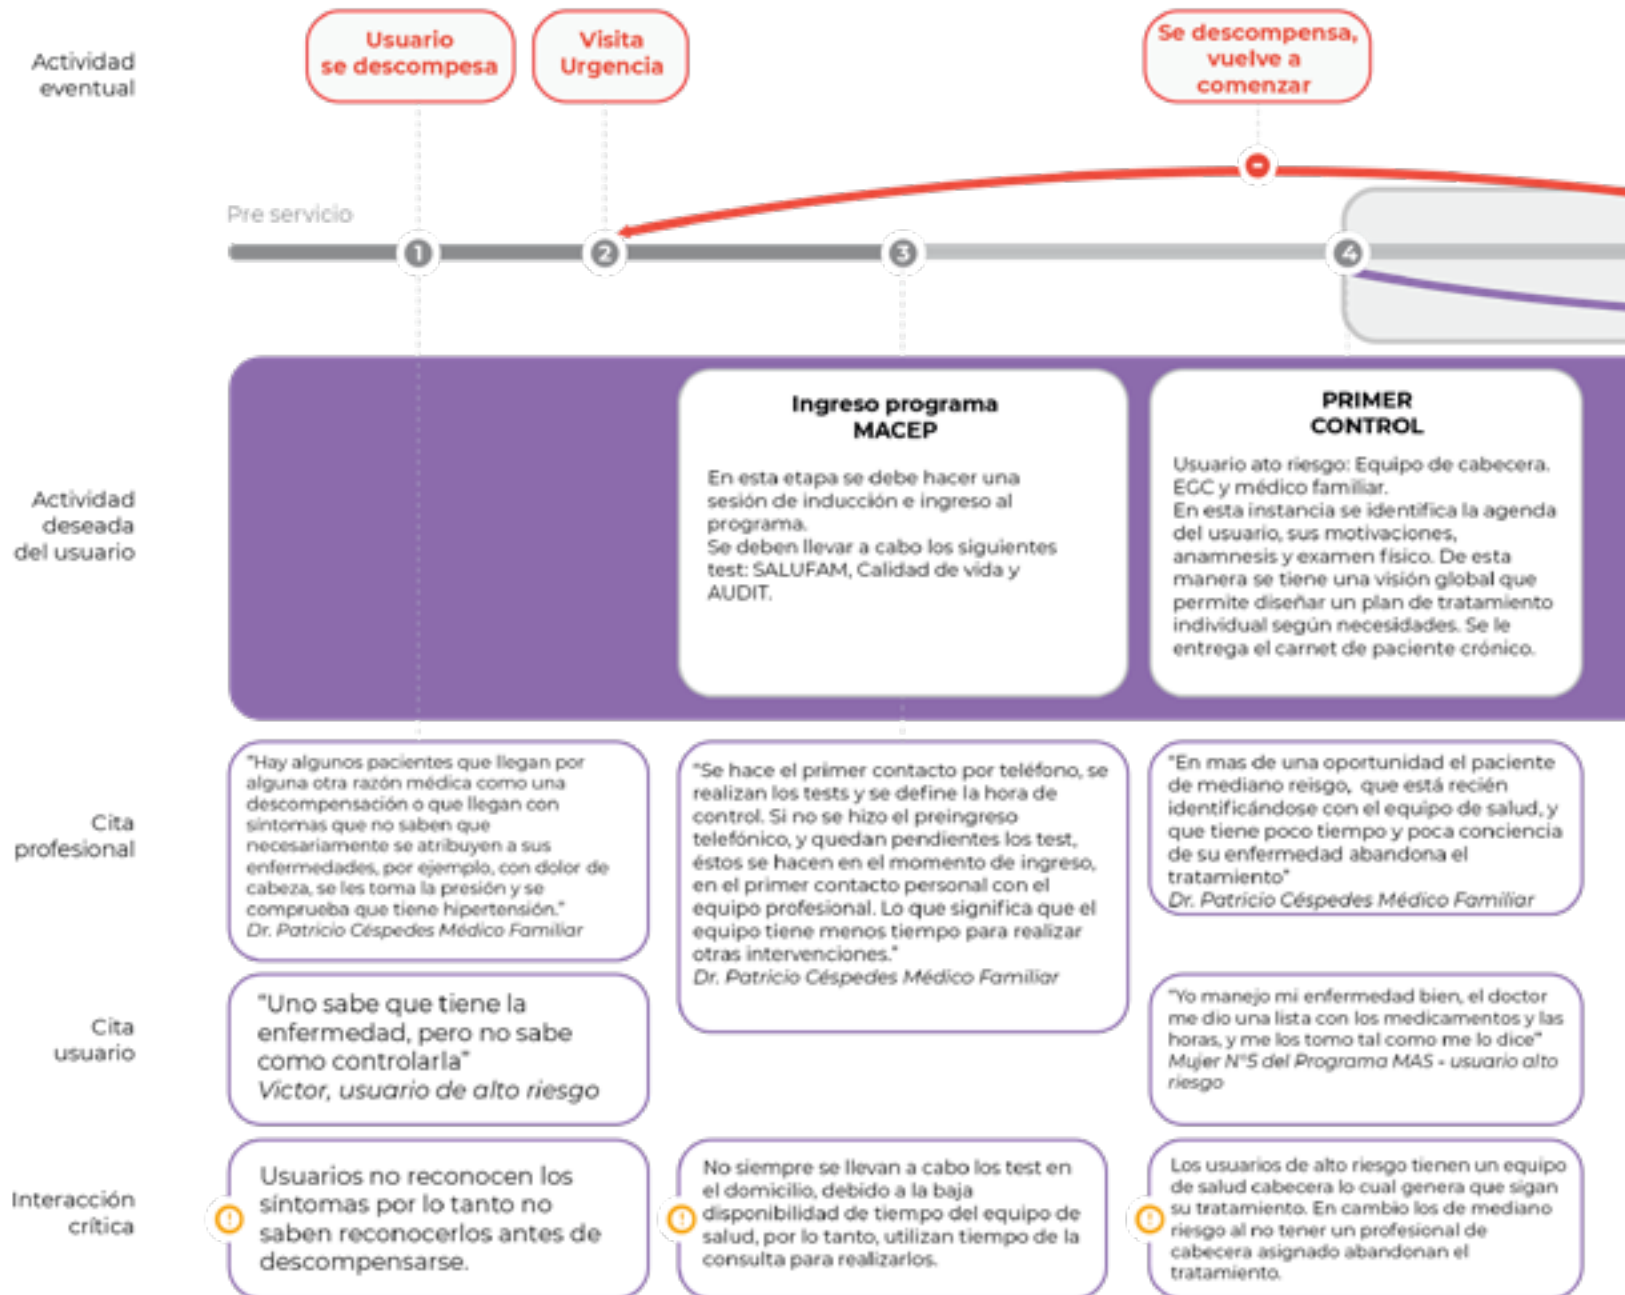 Actividad
eventual
Usuario
se descompesa
Visita
Urgencia
Se descompensa,
vuelve a
comenzar
Pre servicio
1
2
3
4
Actividad
deseada
del usuario
Ingreso programa
MACEP
En esta etapa se debe hacer una
sesión de inducción e ingreso al
programa.
Se deben llevar a cabo los siguientes
test: SALUFAM, Calidad de vida y
AUDIT.
PRIMER
CONTROL
Usuario ato riesgo: Equipo de cabecera.
EGC y médico familiar.
En esta instancia se identifica la agenda
del usuario, sus motivaciones,
anamnesis y examen físico. De esta
manera se tiene una visión global que
permite diseñar un plan de tratamiento
individual según necesidades. Se le
entrega el carnet de paciente crónico.
Cita
profesional
"Hay algunos pacientes que llegan por
alguna otra razón médica como una
descompensación o que llegan con
síntomas que no saben que
necesariamente se atribuyen a sus
enfermedades, por ejemplo, con dolor de
cabeza, se les toma la presión y se
comprueba que tiene hipertensión."
Dr. Patricio Céspedes Médico Familiar
"Se hace el primer contacto por teléfono, se
realizan los tests y se define la hora de
control. Si no se hizo el preingreso
telefónico, y quedan pendientes los test,
éstos se hacen en el momento de ingreso,
en el primer contacto personal con el
equipo profesional. Lo que significa que el
equipo tiene menos tiempo para realizar
otras intervenciones."
Dr. Patricio Céspedes Médico Familiar
"En mas de una oportunidad el paciente
de mediano reisgo, que está recién
identificándose con el equipo de salud, y
que tiene poco tiempo y poca conciencia
de su enfermedad abandona el
tratamiento"
Dr. Patricio Céspedes Médico Familiar
Cita
usuario
"Uno sabe que tiene la
enfermedad, pero no sabe
como controlarla"
Victor, usuario de alto riesgo
"Yo manejo mi enfermedad bien, el doctor
me dio una lista con los medicamentos y las
horas, y me los tomo tal como me lo dice"
Mujer N°5 del Programa MAS - usuario alto
riesgo
Interacción
crítica
Usuarios no reconocen los
síntomas por lo tanto no
saben reconocerlos antes de
descompensarse.
No siempre se llevan a cabo los test en
el domicilio, debido a la baja
disponibilidad de tiempo del equipo de
salud, por lo tanto, utilizan tiempo de la
consulta para realizarlos.
Los usuarios de alto riesgo tienen un equipo
de salud cabecera lo cual genera que sigan
su tratamiento. En cambio los de mediano
riesgo al no tener un profesional de
cabecera asignado abandonan el
tratamiento.